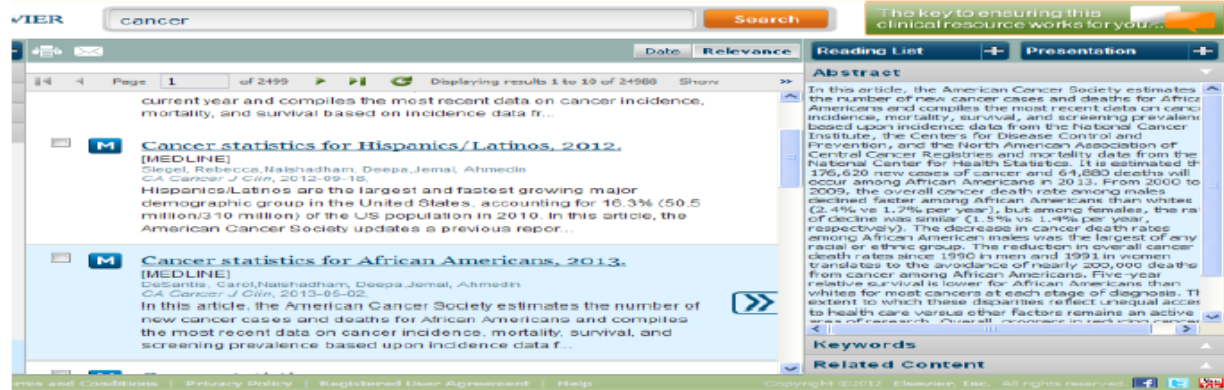 VIER
cancer
Search
The key to ensuring this
clinical resource works for you...
Date Relevance
Reading List
Presentation
Page 1 of 2499 Displaying results 1 to 10 of 24988 Show
current year and compiles the most recent data on cancer incidence,
mortality, and survival based on incidence data fr...
M Cancer statistics for Hispanics/Latinos, 2012.
[MEDLINE]
Siegel, Rebecca,Naishadham, Deepa,Jemal, Ahmedin
CA Cancer J Clin, 2012-09-18,
Hispanics/Latinos are the largest and fastest growing major
demographic group in the United States, accounting for 16.3% (50.5
million/310 million) of the US population in 2010. In this article, the
American Cancer Society updates a previous repor...
M Cancer statistics for African Americans, 2013.
[MEDLINE]
DeSantis, Carol,Naishadham, Deepa,Jemal, Ahmedin
CA Cancer J Clin, 2013-05-02,
In this article, the American Cancer Society estimates the number of
new cancer cases and deaths for African Americans and compiles
the most recent data on cancer incidence, mortality, survival, and
screening prevalence based upon incidence data f...
Abstract
In this article, the American Cancer Society estimates
the number of new cancer cases and deaths for Africa
Americans and compiles the most recent data on canc
incidence, mortality, survival, and screening prevalenc
based upon incidence data from the National Cancer
Institute, the Centers for Disease Control and
Prevention, and the North American Association of
Central Cancer Registries and mortality data from the
National Center for Health Statistics. It is estimated th
176,620 new cases of cancer and 64,880 deaths will
occur among African Americans in 2013. From 2000 to
2009, the overall cancer death rate among males
declined faster among African Americans than whites
(2.4% vs 1.7% per year), but among females, the ra
of decline was similar (1.5% vs 1.4% per year,
respectively). The decrease in cancer death rates
among African American males was the largest of any
racial or ethnic group. The reduction in overall cancer
death rates since 1990 in men and 1991 in women
translates to the avoidance of nearly 200,000 deaths
from cancer among African Americans. Five-year
relative survival is lower for African Americans than
whites for most cancers at each stage of diagnosis. Th
extent to which these disparities reflect unequal acces
to health care versus other factors remains an active
area of research. Overall, progress in reducing cancer
Keywords
Related Content
erms and Conditions | Privacy Policy | Registered User Agreement | Help
Copyright ©2012 Elsevier, Inc. All rights reserved.